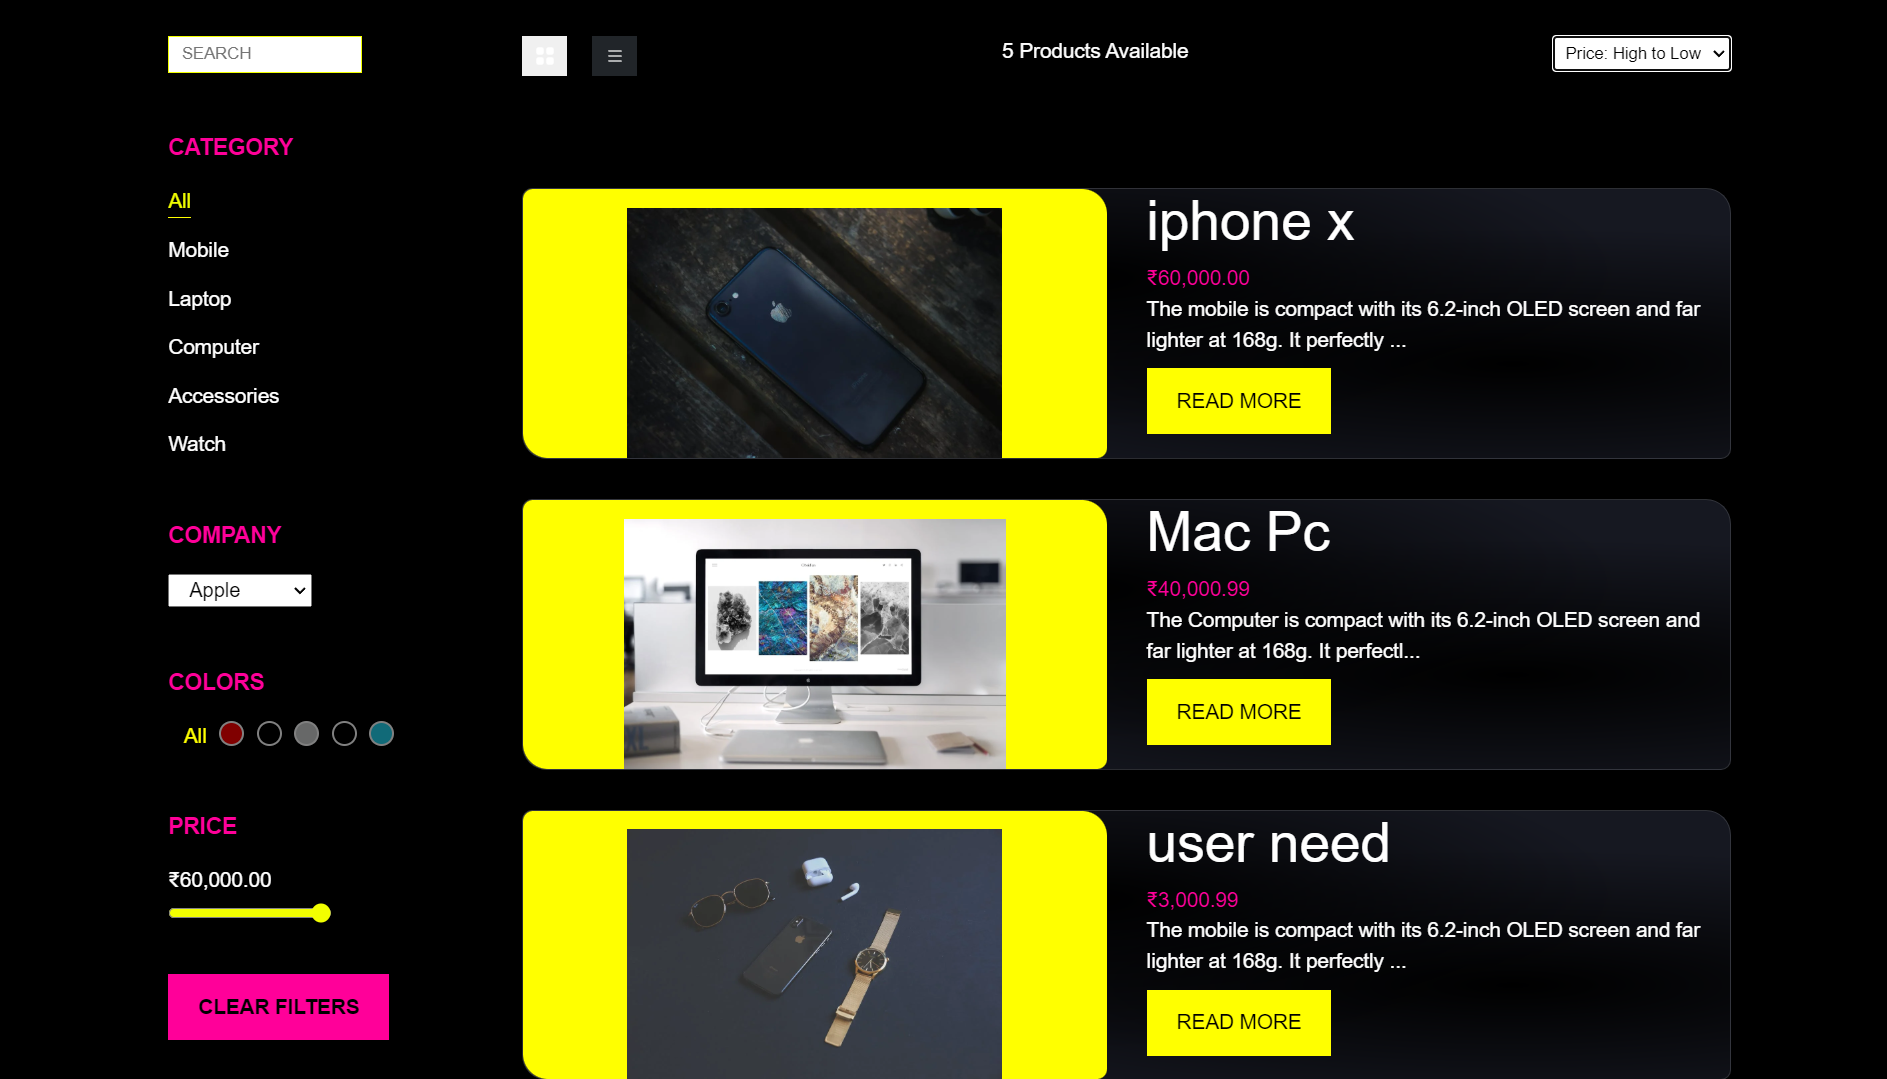 SEARCH
5 Products Available
Price: High to Low
CATEGORY
All
Mobile
Laptop
Computer
Accessories
Watch
COMPANY
Apple
COLORS
All
PRICE
₹60,000.00
CLEAR FILTERS
iphone x
₹60,000.00
The mobile is compact with its 6.2-inch OLED screen and far
lighter at 168g. It perfectly ...
READ MORE
Mac Pc
₹40,000.99
The Computer is compact with its 6.2-inch OLED screen and
far lighter at 168g. It perfectl...
READ MORE
user need
₹3,000.99
The mobile is compact with its 6.2-inch OLED screen and far
lighter at 168g. It perfectly ...
READ MORE